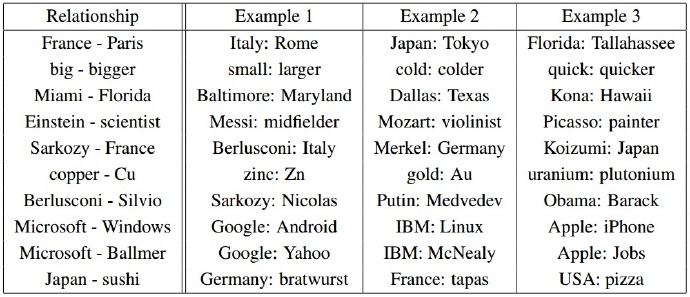 Relationship Example 1 Example 2 Example 3
France - Paris Italy: Rome Japan: Tokyo Florida: Tallahassee
big - bigger small: larger cold: colder quick: quicker
Miami - Florida Baltimore: Maryland Dallas: Texas Kona: Hawaii
Einstein - scientist Messi: midfielder Mozart: violinist Picasso: painter
Sarkozy - France Berlusconi: Italy Merkel: Germany Koizumi: Japan
copper - Cu zinc: Zn gold: Au uranium: plutonium
Berlusconi - Silvio Sarkozy: Nicolas Putin: Medvedev Obama: Barack
Microsoft - Windows Google: Android IBM: Linux Apple: iPhone
Microsoft - Ballmer Google: Yahoo IBM: McNealy Apple: Jobs
Japan - sushi Germany: bratwurst France: tapas USA: pizza